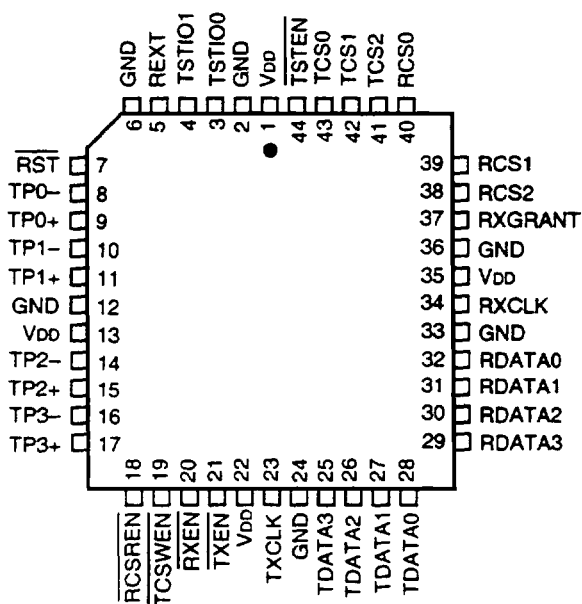 GND
REXT
TSTIO1
TSTIO0
GND
VDD
TSTEN
TCS0
TCS1
TCS2
RCS0
6
5
4
3
2
1
44
43
42
41
40
RST 7
TP0- 8
TP0+ 9
TP1- 10
TP1+ 11
GND 12
VDD 13
TP2- 14
TP2+ 15
TP3- 16
TP3+ 17
39 RCS1
38 RCS2
37 RXGRANT
36 GND
35 VDD
34 RXCLK
33 GND
32 RDATA0
31 RDATA1
30 RDATA2
29 RDATA3
18
19
20
21
22
23
24
25
26
27
28
RCSREN
TCSWEN
RXEN
TXEN
VDD
TXCLK
GND
TDATA3
TDATA2
TDATA1
TDATA0